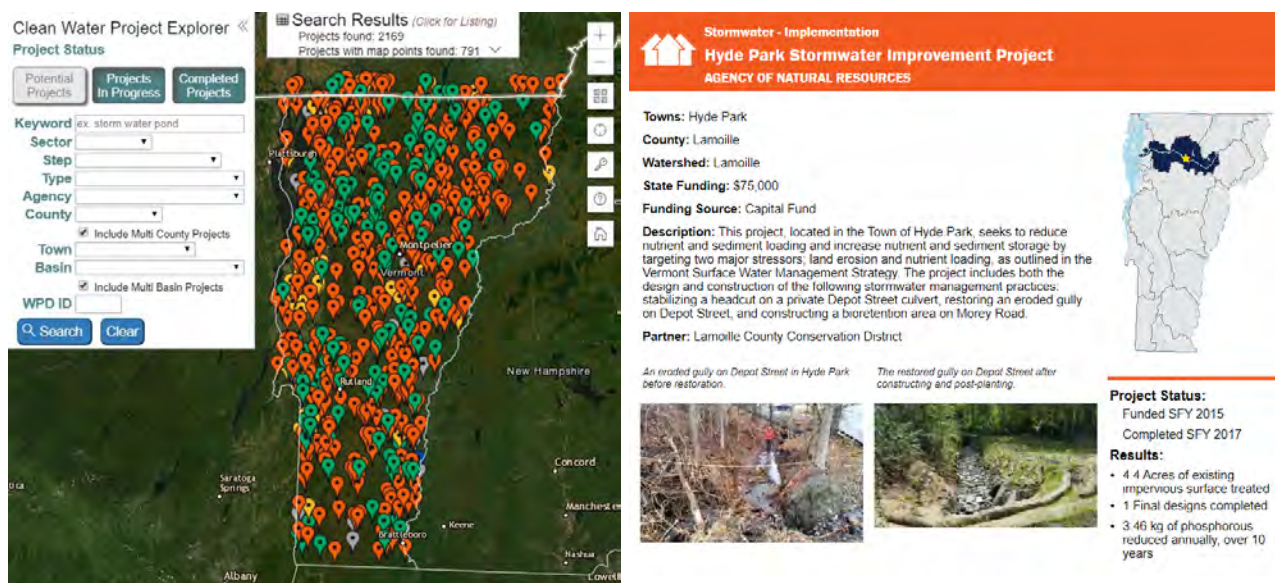 Clean Water Project Explorer «
Project Status
Potential Projects
Projects In Progress
Completed Projects
Keyword ex. storm water pond
Sector
Step
Type
Agency
County
Include Multi County Projects
Town
Basin
Include Multi Basin Projects
WPD ID
Search Clear
Search Results (Click for Listing)
Projects found: 2169
Projects with map points found: 791
Plattsburgh
Montpelier
Vermont
Rutland
New Hampshire
Concord
Saratoga
Springs
Manchester
Keene
Brattleboro
Nashua
Albany
Lowell
Stormwater - Implementation
Hyde Park Stormwater Improvement Project
AGENCY OF NATURAL RESOURCES
Towns: Hyde Park
County: Lamoille
Watershed: Lamoille
State Funding: $75,000
Funding Source: Capital Fund
Description: This project, located in the Town of Hyde Park, seeks to reduce
nutrient and sediment loading and increase nutrient and sediment storage by
targeting two major stressors; land erosion and nutrient loading, as outlined in the
Vermont Surface Water Management Strategy. The project includes both the
design and construction of the following stormwater management practices:
stabilizing a headcut on a private Depot Street culvert, restoring an eroded gully
on Depot Street, and constructing a bioretention area on Morey Road.
Partner: Lamoille County Conservation District
An eroded gully on Depot Street in Hyde Park
before restoration.
The restored gully on Depot Street after
constructing and post-planting.
Project Status:
Funded SFY 2015
Completed SFY 2017
Results:
• 4.4 Acres of existing
impervious surface treated
• 1 Final designs completed
• 3.46 kg of phosphorous
reduced annually, over 10
years